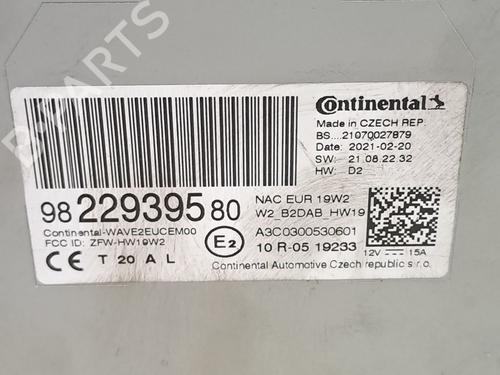 B-PARTS
Continental
Made in CZECH REP.
BS....21070027879
Date: 2021-02-20
SW: 21.08.22.32
HW: D2
98 229395 80
NAC EUR 19W2
W2_B2DAB_HW19
Continental-WAVE2EUCEM00
FCC ID: ZFW-HW19W2
E2
A3C0300530601
10 R-05 19233
12V 15A
CE T 20 A L
Continental Automotive Czech republic s.r.o.